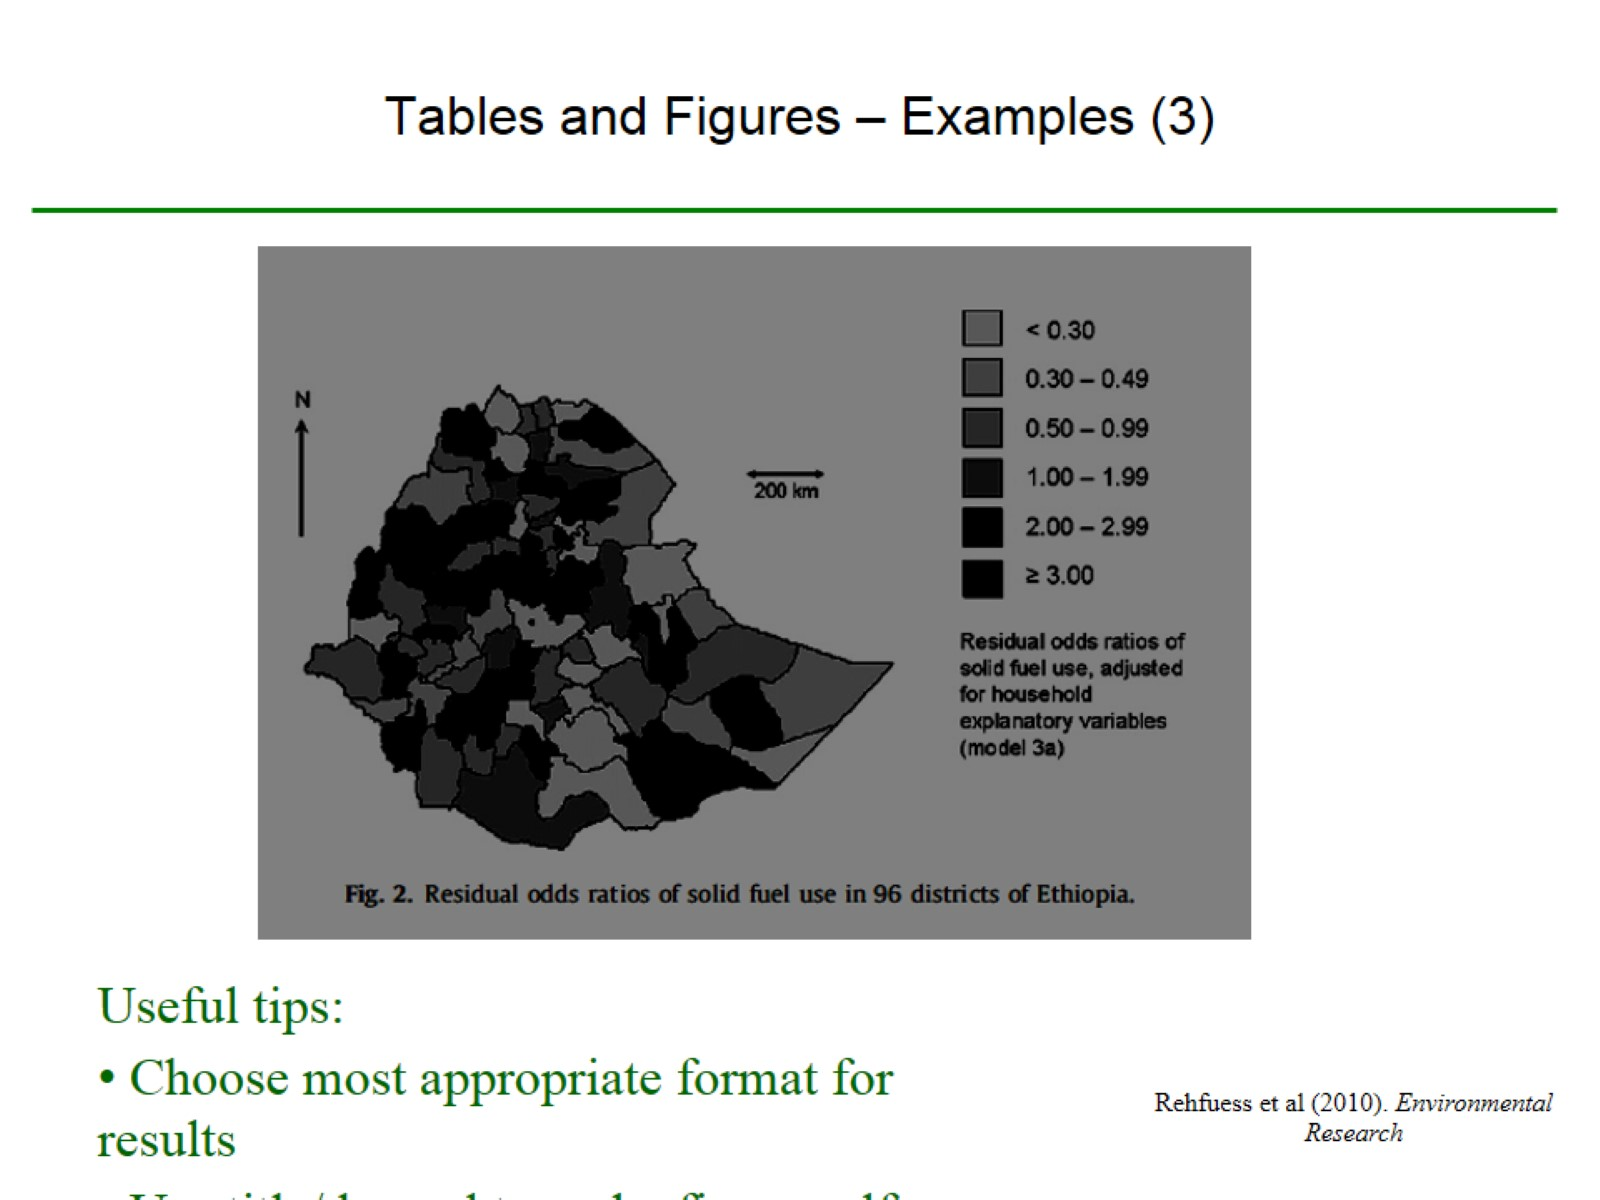 Tables and Figures – Examples (3)
N
200 km
< 0.30
0.30 – 0.49
0.50 – 0.99
1.00 – 1.99
2.00 – 2.99
≥ 3.00
Residual odds ratios of
solid fuel use, adjusted
for household
explanatory variables
(model 3a)
Fig. 2. Residual odds ratios of solid fuel use in 96 districts of Ethiopia.
Useful tips:
• Choose most appropriate format for
results
Rehfuess et al (2010). Environmental
Research